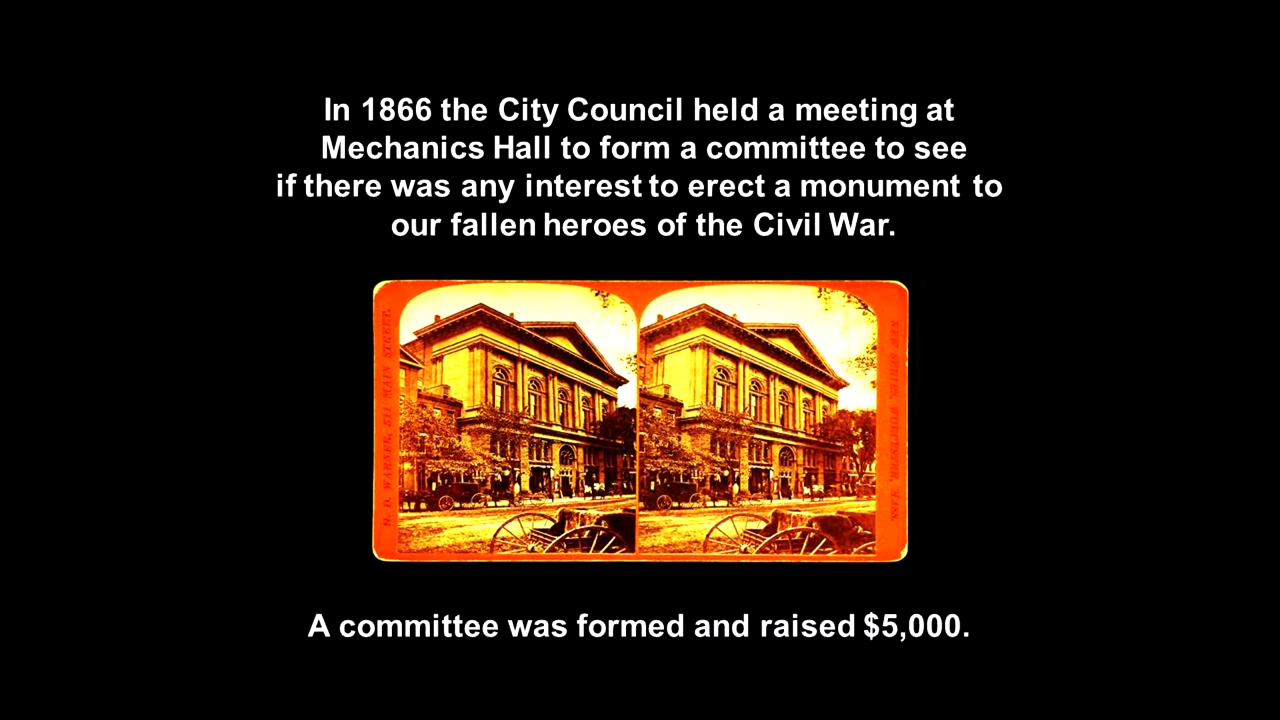 In 1866 the City Council held a meeting at
Mechanics Hall to form a committee to see
if there was any interest to erect a monument to
our fallen heroes of the Civil War.
A committee was formed and raised $5,000.